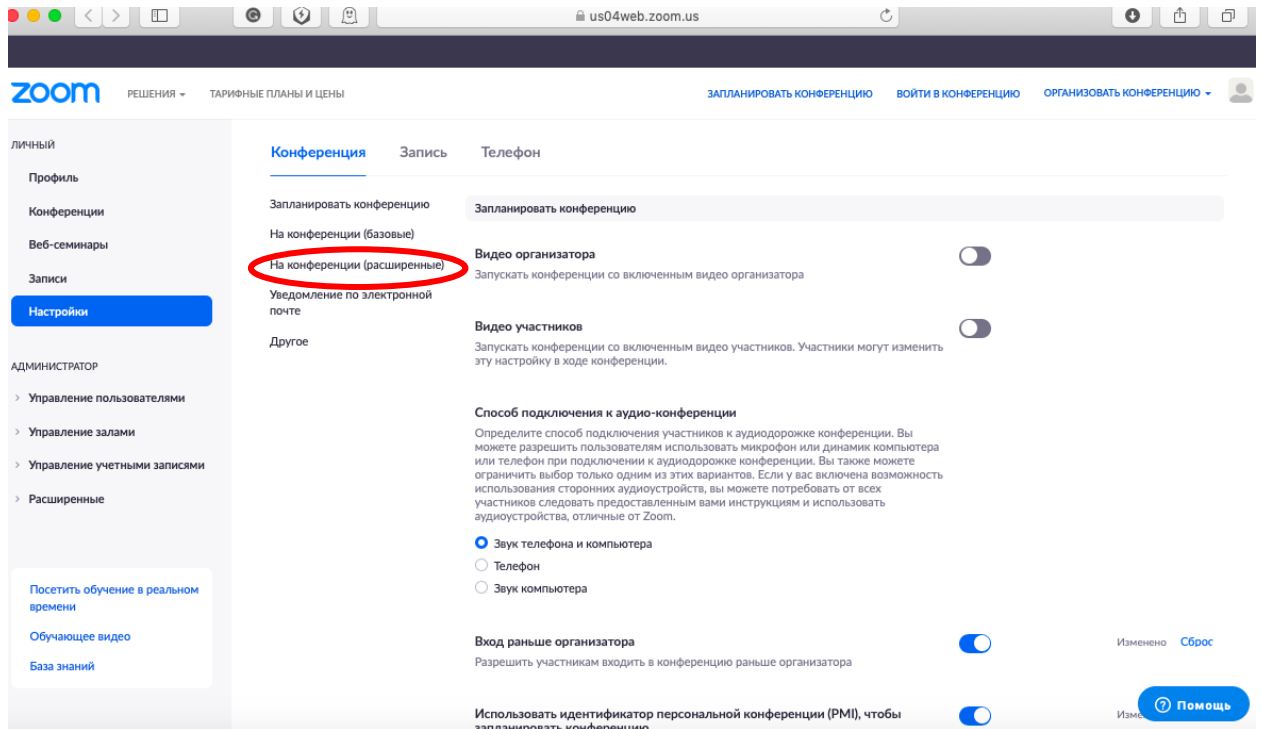 us04web.zoom.us
zoom
РЕШЕНИЯ
ТАРИФНЫЕ ПЛАНЫ И ЦЕНЫ
ЗАПЛАНИРОВАТЬ КОНФЕРЕНЦИЮ
ВОЙТИ В КОНФЕРЕНЦИЮ
ОРГАНИЗОВАТЬ КОНФЕРЕНЦИЮ
ЛИЧНЫЙ
Профиль
Конференции
Веб-семинары
Записи
Настройки
АДМИНИСТРАТОР
Управление пользователями
Управление залами
Управление учетными записями
Расширенные
Посетить обучение в реальном
времени
Обучающее видео
База знаний
Конференция
Запись
Телефон
Запланировать конференцию
На конференции (базовые)
На конференции (расширенные)
Уведомление по электронной
почте
Другое
Запланировать конференцию
Видео организатора
Запускать конференции со включенным видео организатора
Видео участников
Запускать конференции со включенным видео участников. Участники могут изменить
эту настройку в ходе конференции.
Способ подключения к аудио-конференции
Определите способ подключения участников к аудиодорожке конференции. Вы
можете разрешить пользователям использовать микрофон или динамик компьютера
или телефон при подключении к аудиодорожке конференции. Вы также можете
ограничить выбор только одним из этих вариантов. Если у вас включена возможность
использования сторонних аудиоустройств, вы можете потребовать от всех
участников следовать предоставленным вами инструкциям и использовать
аудиоустройства, отличные от Zoom.
Звук телефона и компьютера
Телефон
Звук компьютера
Вход раньше организатора
Изменено Сброс
Разрешить участникам входить в конференцию раньше организатора
Использовать идентификатор персональной конференции (PMI), чтобы
запланировать конференцию
Изме
Помощь